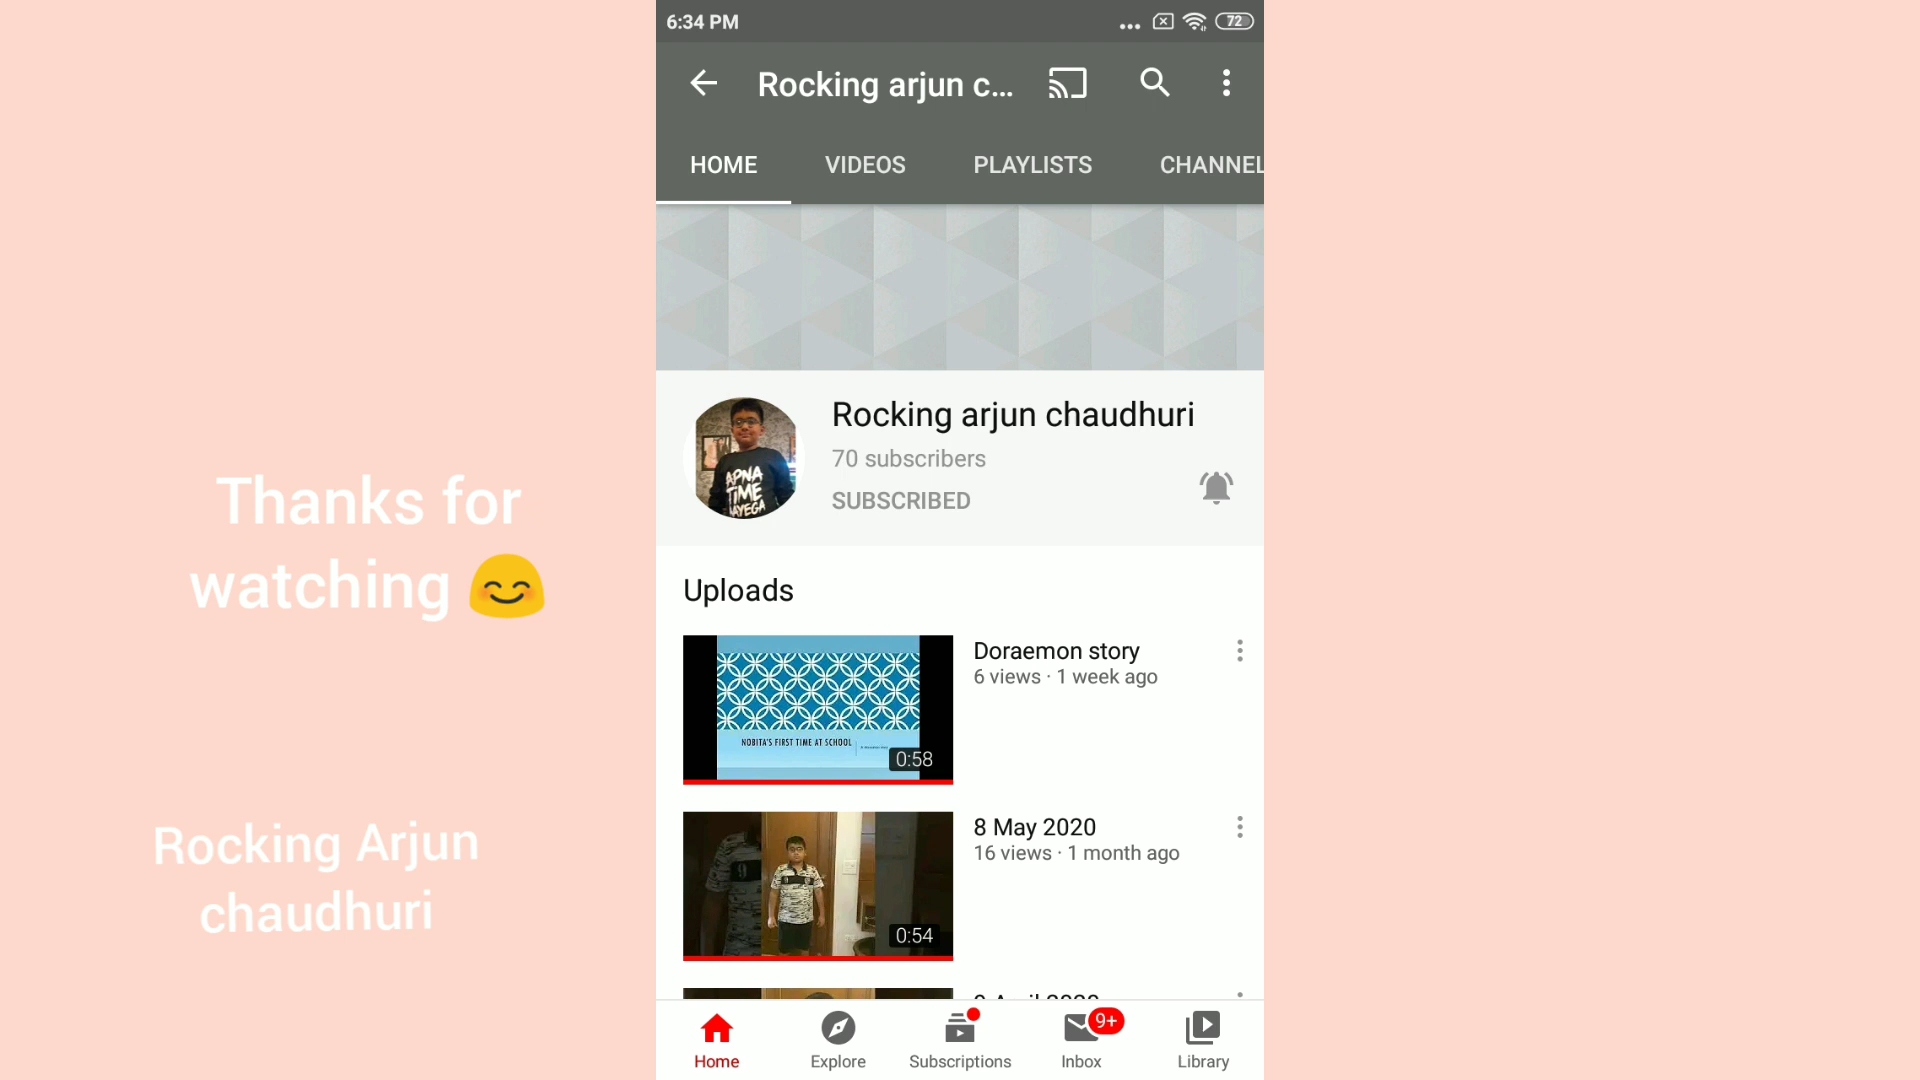 6:34 PM
72
Rocking arjun c...
HOME VIDEOS PLAYLISTS CHANNEL
Rocking arjun chaudhuri
70 subscribers
SUBSCRIBED
APNA
TIME
AYEGA
Thanks for
watching 😊
Rocking Arjun
chaudhuri
Uploads
NOBITA'S FIRST TIME AT SCHOOL
0:58
Doraemon story
6 views · 1 week ago
9
0:54
8 May 2020
16 views · 1 month ago
9+
Home Explore Subscriptions Inbox Library